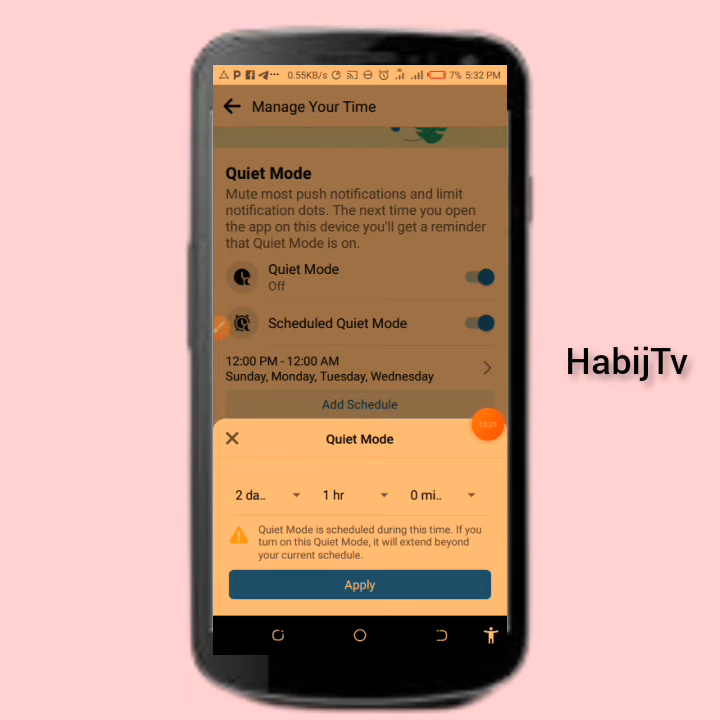 0.55KB/s 7% 5:32 PM
Manage Your Time
Quiet Mode
Mute most push notifications and limit
notification dots. The next time you open
the app on this device you'll get a reminder
that Quiet Mode is on.
Quiet Mode
Off
Scheduled Quiet Mode
12:00 PM - 12:00 AM
Sunday, Monday, Tuesday, Wednesday
Add Schedule
Quiet Mode
2 da.. 1 hr 0 mi..
Quiet Mode is scheduled during this time. If you
turn on this Quiet Mode, it will extend beyond
your current schedule.
Apply
HabijTv